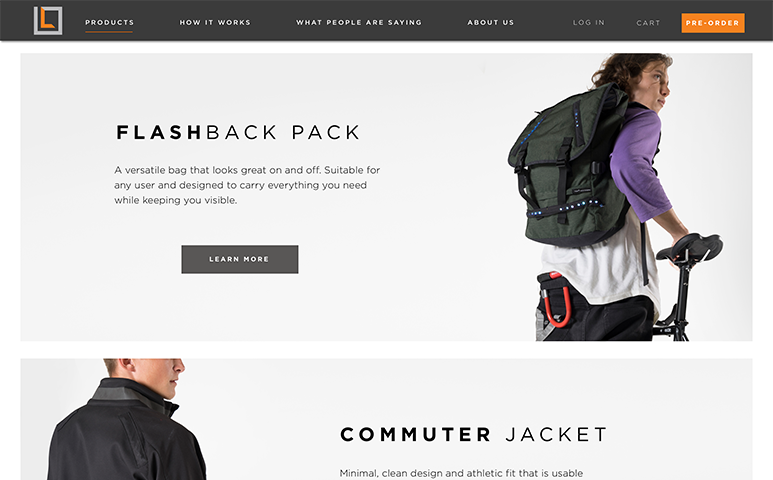 PRODUCTS HOW IT WORKS WHAT PEOPLE ARE SAYING ABOUT US LOG IN CART PRE-ORDER
FLASHBACK PACK
A versatile bag that looks great on and off. Suitable for
any user and designed to carry everything you need
while keeping you visible.
LEARN MORE
COMMUTER JACKET
Minimal, clean design and athletic fit that is usable